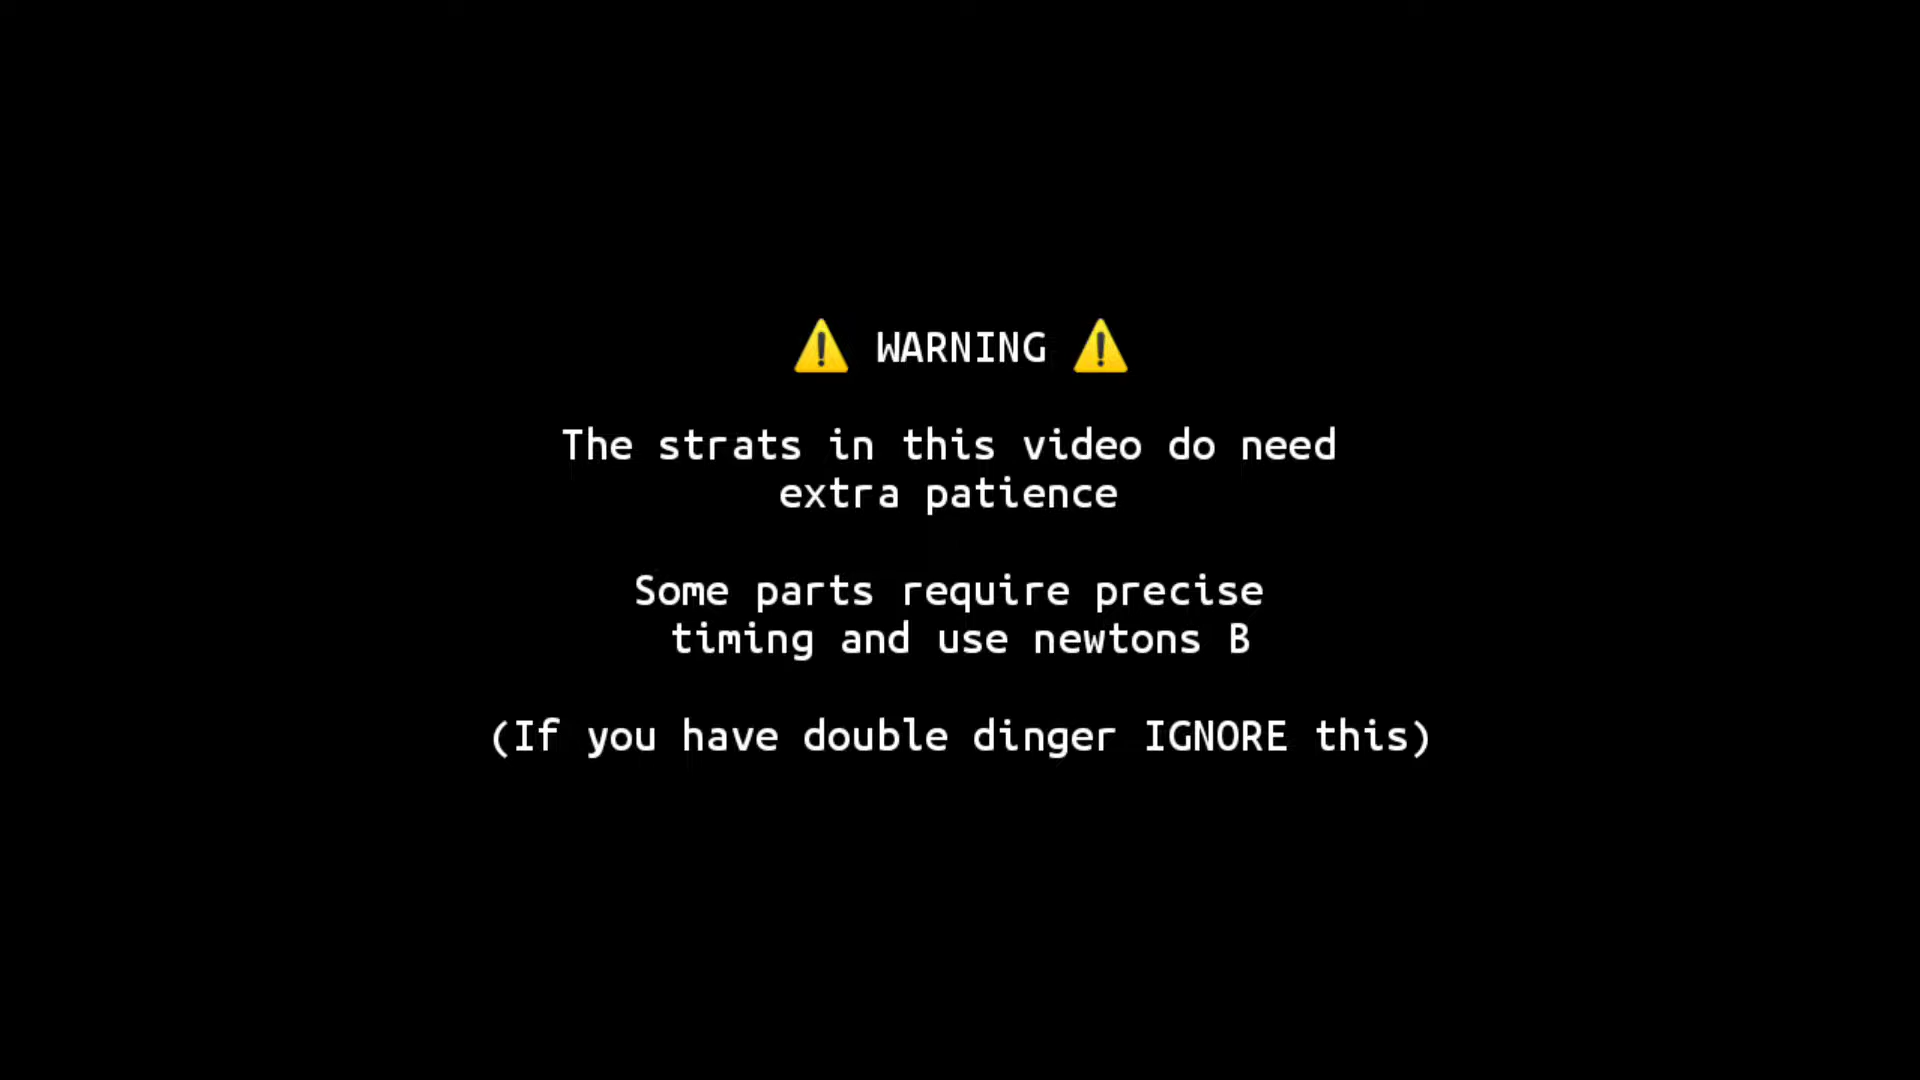 ⚠️ WARNING ⚠️
The strats in this video do need
extra patience
Some parts require precise
timing and use newtons B
(If you have double dinger IGNORE this)